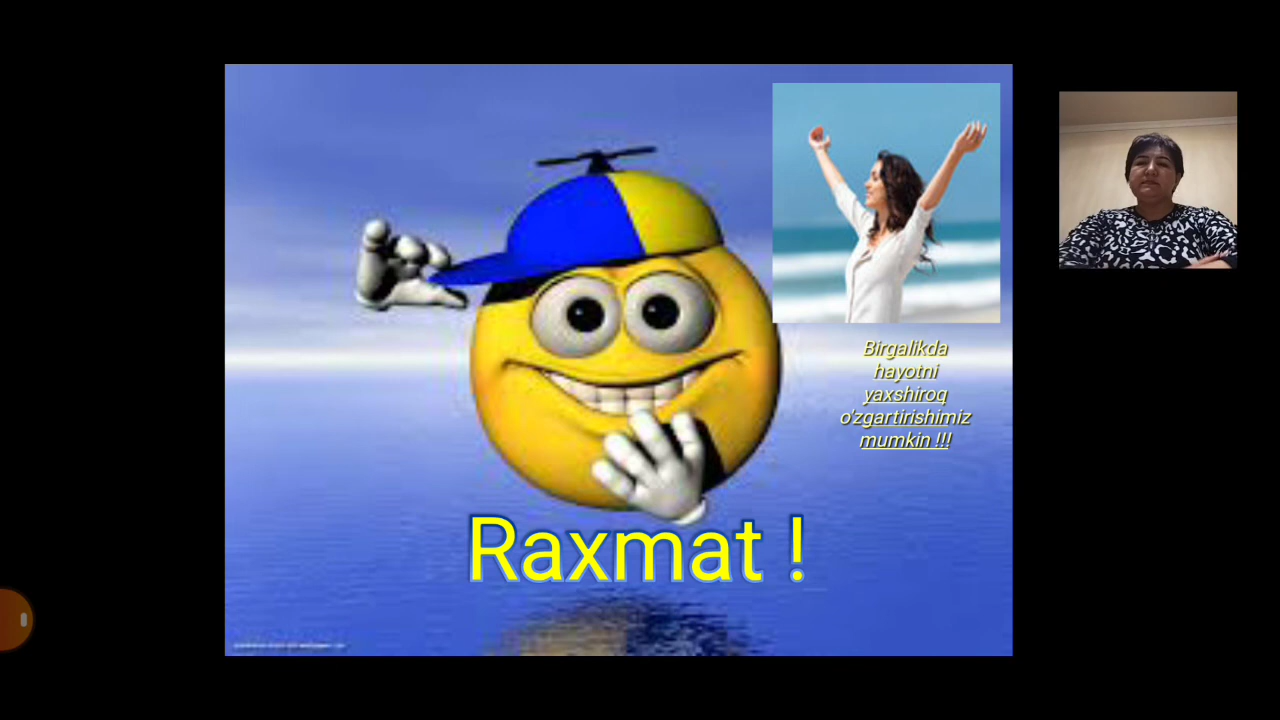 Birgalikda
hayotni
yaxshiroq
o'zgartirishimiz
mumkin !!!
Raxmat !